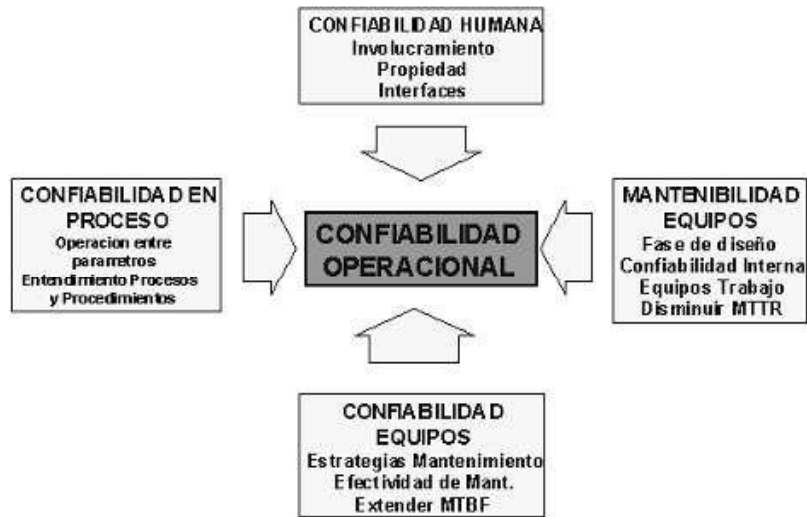 CONFIABILIDAD HUMANA
Involucramiento
Propiedad
Interfaces
CONFIABILIDAD EN
PROCESO
Operacion entre
parametros
Entendimiento Procesos
y Procedimientos
CONFIABILIDAD
OPERACIONAL
MANTENIBILIDAD
EQUIPOS
Fase de diseño
Confiabilidad Interna
Equipos Trabajo
Disminuir MTTR
CONFIABILIDAD
EQUIPOS
Estrategias Mantenimiento
Efectividad de Mant.
Extender MTBF